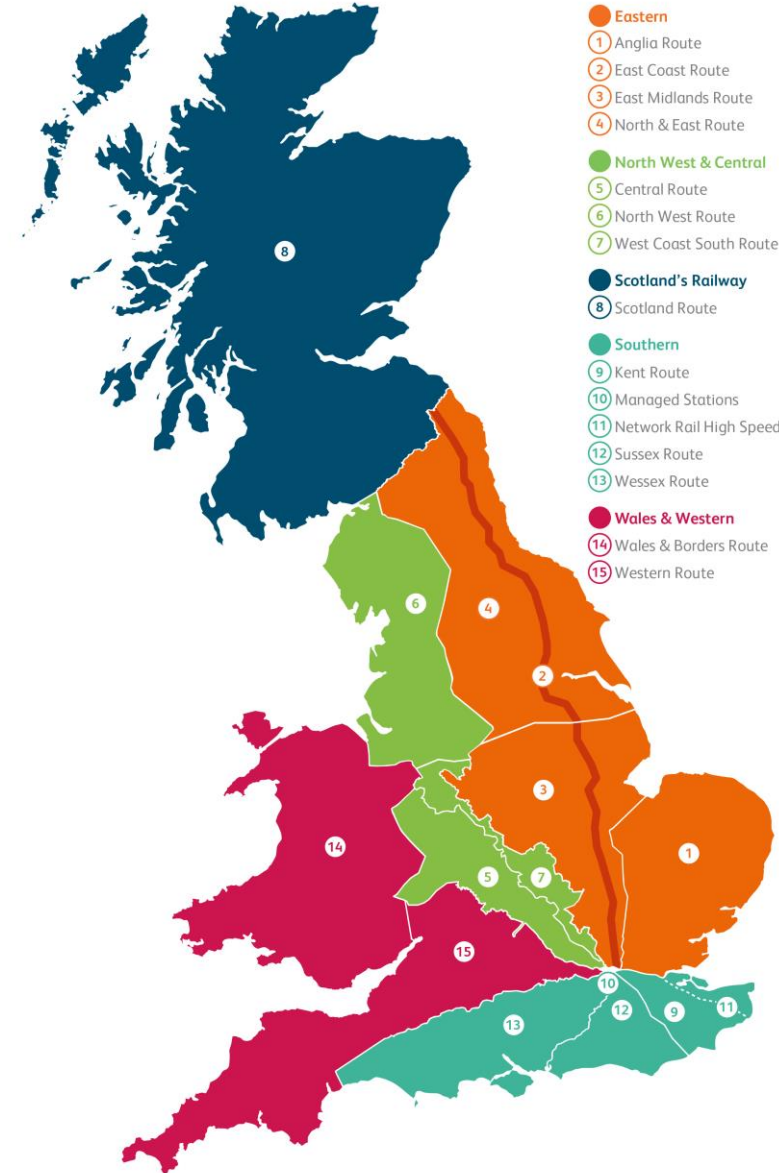 Eastern
1 Anglia Route
2 East Coast Route
3 East Midlands Route
4 North & East Route
North West & Central
5 Central Route
6 North West Route
7 West Coast South Route
Scotland's Railway
8 Scotland Route
Southern
9 Kent Route
10 Managed Stations
11 Network Rail High Speed
12 Sussex Route
13 Wessex Route
Wales & Western
14 Wales & Borders Route
15 Western Route
8
6
4
2
3
14
1
5
7
15
10
11
12
9
13